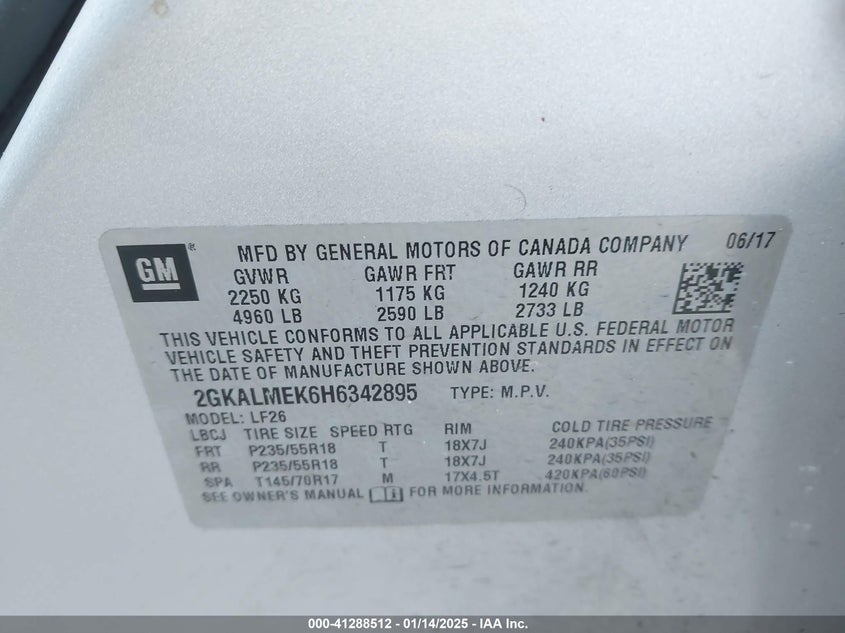 GM ® MFD BY GENERAL MOTORS OF CANADA COMPANY 06/17
GVWR GAWR FRT GAWR RR
2250 KG 1175 KG 1240 KG
4960 LB 2590 LB 2733 LB
THIS VEHICLE CONFORMS TO ALL APPLICABLE U.S. FEDERAL MOTOR
VEHICLE SAFETY AND THEFT PREVENTION STANDARDS IN EFFECT ON
THE DATE OF MANUFACTURE SHOWN ABOVE.
2GKALMEK6H6342895 TYPE: M.P.V.
MODEL: LF26
LBCJ TIRE SIZE SPEED RTG RIM COLD TIRE PRESSURE
FRT P235/55R18 T 18X7J 240KPA(35PSI)
RR P235/55R18 T 18X7J 240KPA(35PSI)
SPA T145/70R17 M 17X4.5T 420KPA(60PSI)
SEE OWNER'S MANUAL FOR MORE INFORMATION.
000-41288512 - 01/14/2025 - IAA Inc.